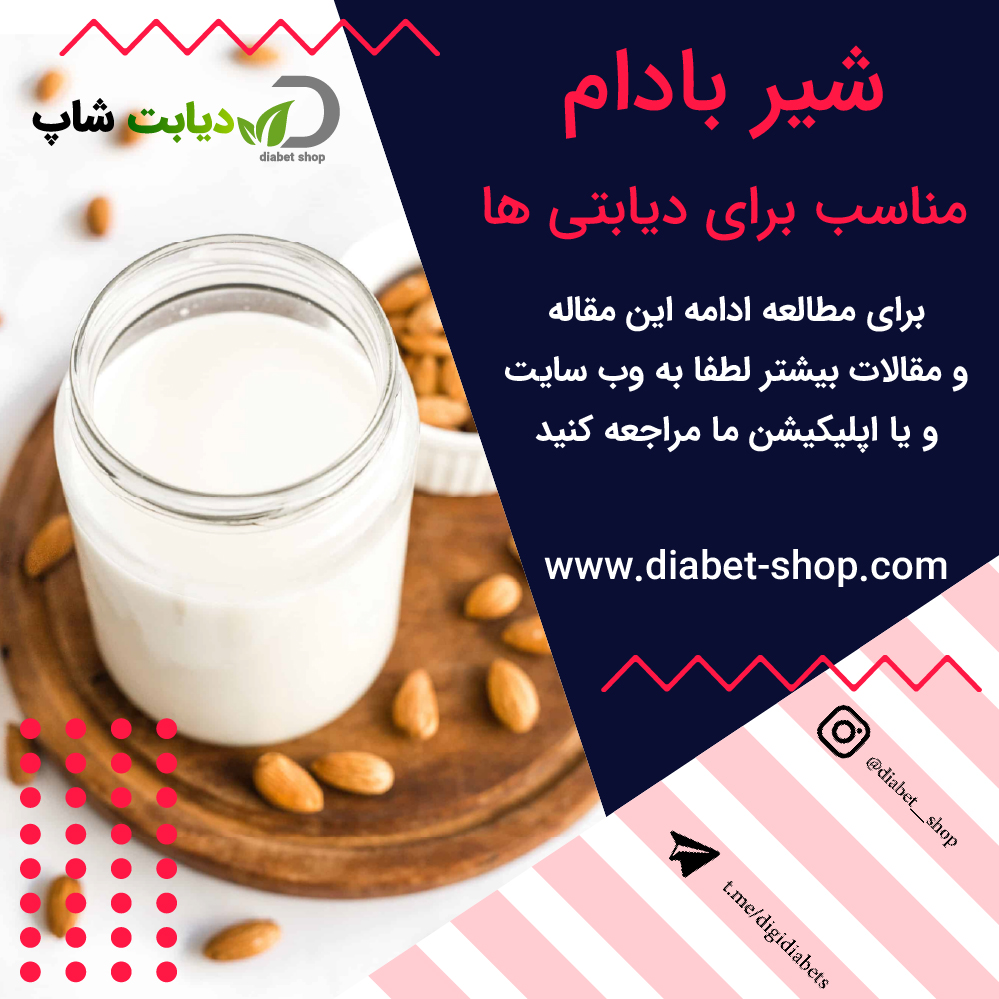 شیر بادام
مناسب برای دیابتی ها
دیابت شاپ
diabet shop
برای مطالعه ادامه این مقاله
و مقالات بیشتر لطفا به وب سایت
و یا اپلیکیشن ما مراجعه کنید
www.diabet-shop.com
@diabet__shop
t.me/digidiabets